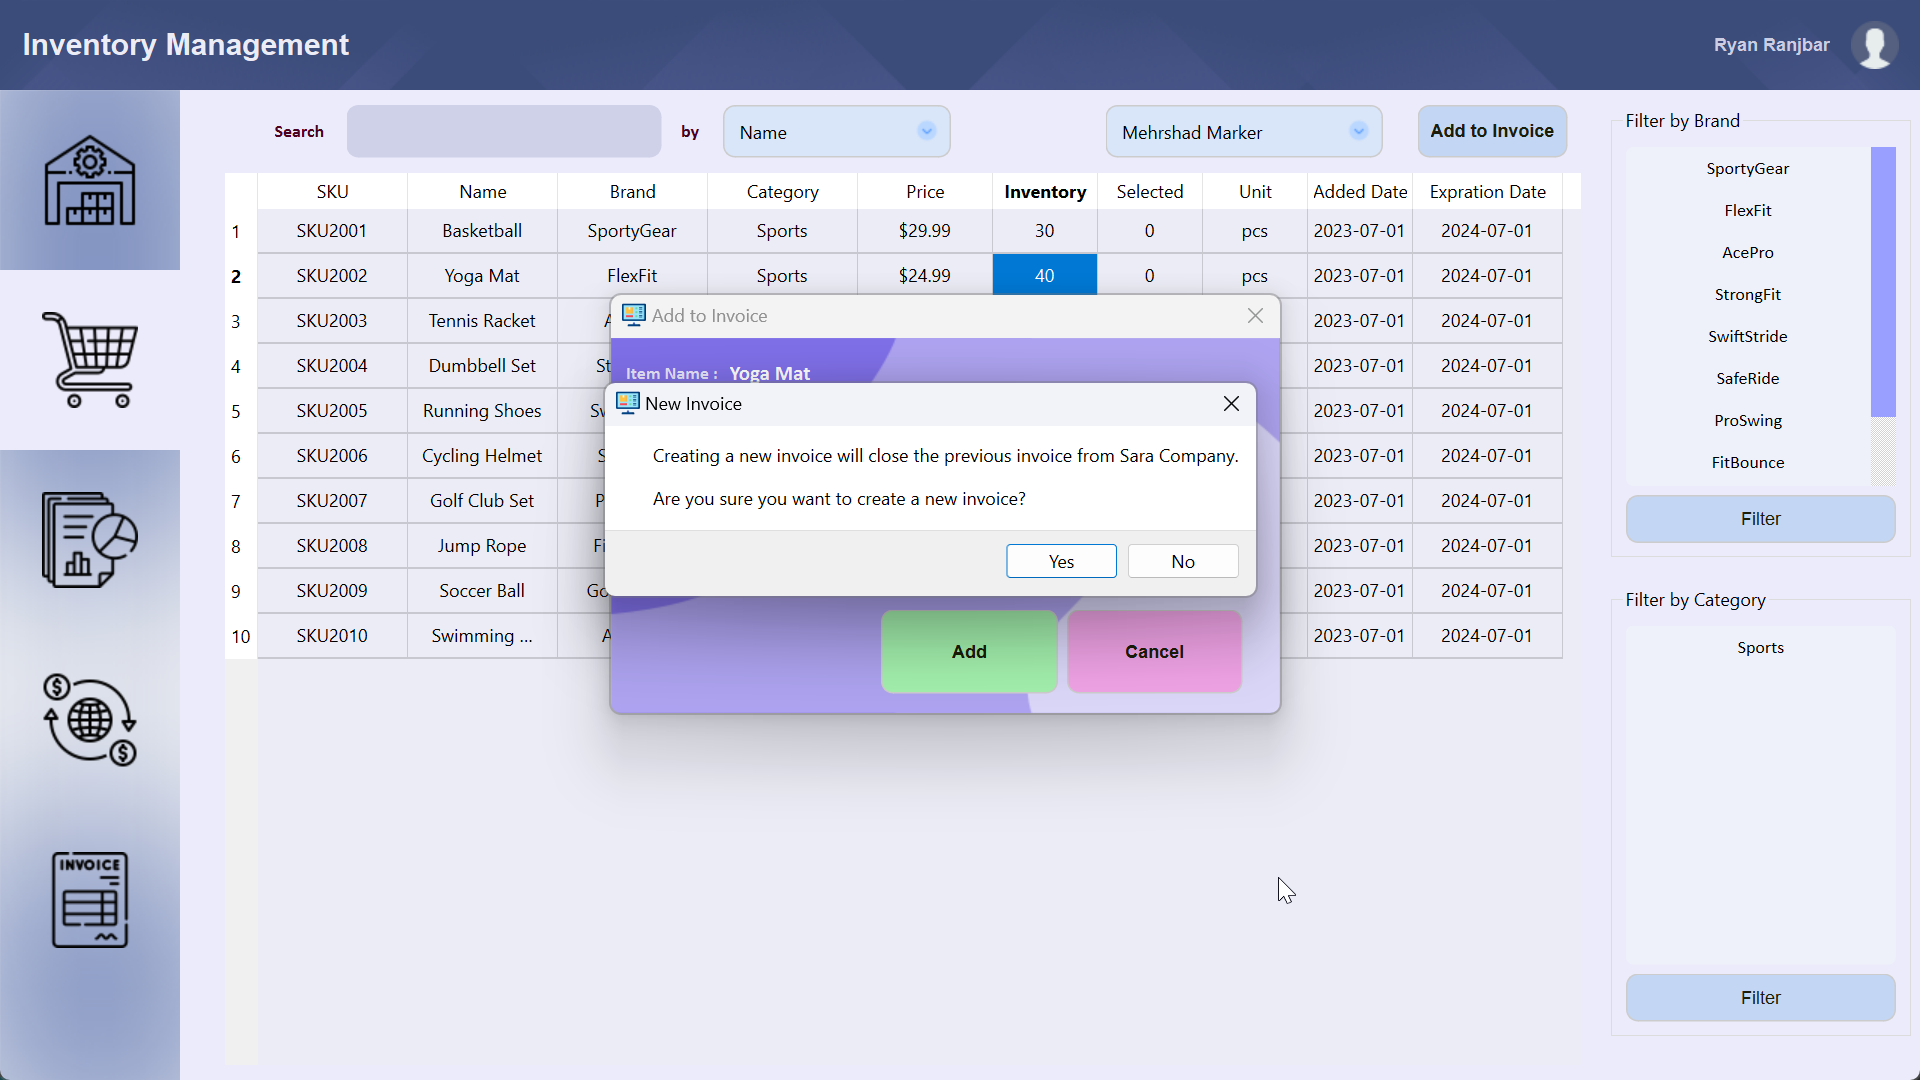 Inventory Management
Ryan Ranjbar
Search
by
Name
Mehrshad Marker
Add to Invoice
SKU Name Brand Category Price Inventory Selected Unit Added Date Expration Date
1 SKU2001 Basketball SportyGear Sports $29.99 30 0 pcs 2023-07-01 2024-07-01
2 SKU2002 Yoga Mat FlexFit Sports $24.99 40 0 pcs 2023-07-01 2024-07-01
3 SKU2003 Tennis Racket 2023-07-01 2024-07-01
4 SKU2004 Dumbbell Set St 2023-07-01 2024-07-01
5 SKU2005 Running Shoes 2023-07-01 2024-07-01
6 SKU2006 Cycling Helmet S 2023-07-01 2024-07-01
7 SKU2007 Golf Club Set P 2023-07-01 2024-07-01
8 SKU2008 Jump Rope Fi 2023-07-01 2024-07-01
9 SKU2009 Soccer Ball Go 2023-07-01 2024-07-01
10 SKU2010 Swimming ... 2023-07-01 2024-07-01
Add to Invoice
Item Name : Yoga Mat
New Invoice
Creating a new invoice will close the previous invoice from Sara Company.
Are you sure you want to create a new invoice?
Yes
No
Add
Cancel
Filter by Brand
SportyGear
FlexFit
AcePro
StrongFit
SwiftStride
SafeRide
ProSwing
FitBounce
Filter
Filter by Category
Sports
Filter
INVOICE